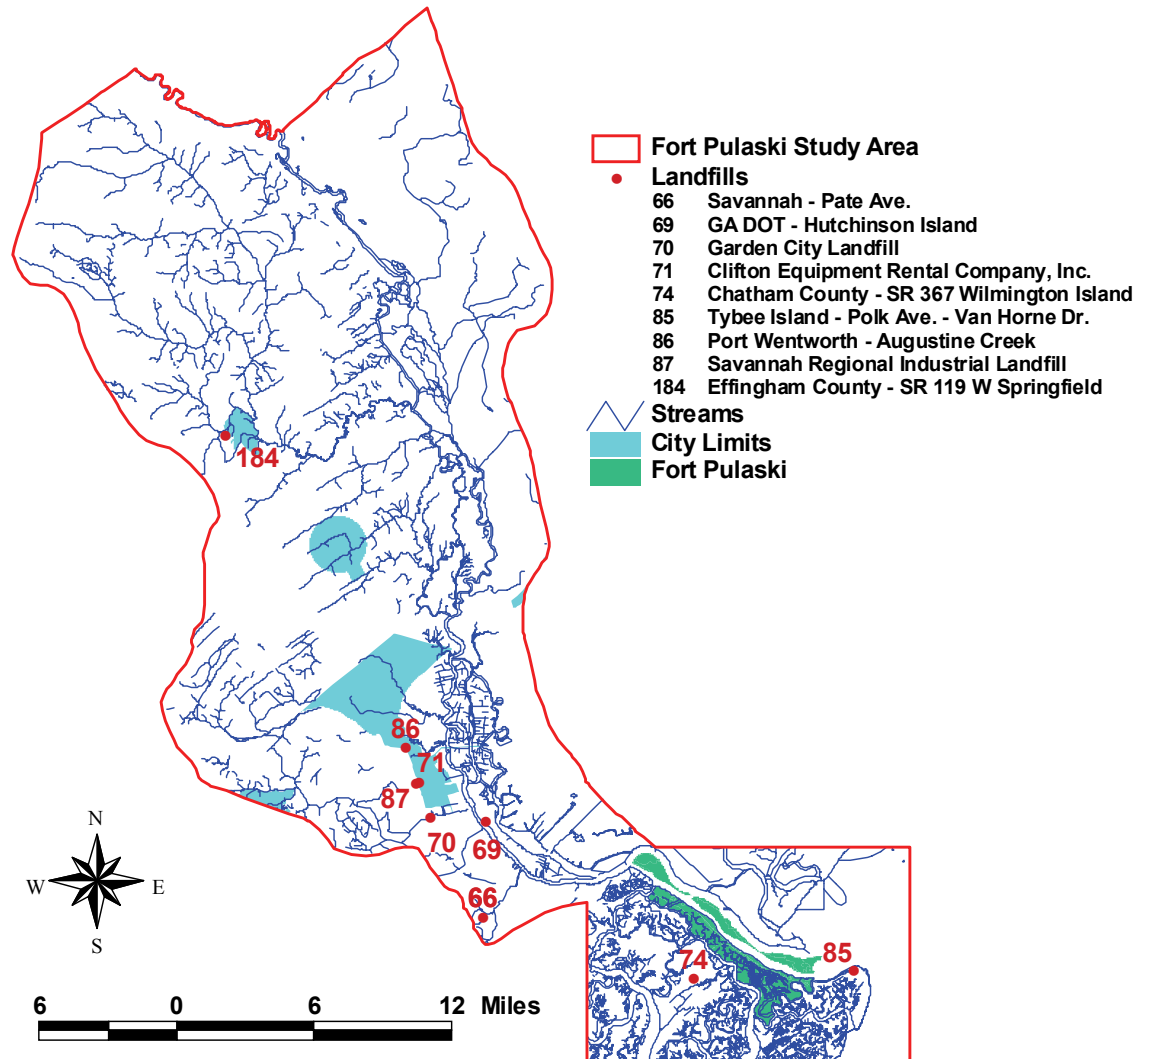 Fort Pulaski Study Area
Landfills
66 Savannah - Pate Ave.
69 GA DOT - Hutchinson Island
70 Garden City Landfill
71 Clifton Equipment Rental Company, Inc.
74 Chatham County - SR 367 Wilmington Island
85 Tybee Island - Polk Ave. - Van Horne Dr.
86 Port Wentworth - Augustine Creek
87 Savannah Regional Industrial Landfill
184 Effingham County - SR 119 W Springfield
Streams
City Limits
Fort Pulaski
184
86
71
87
70
69
66
74
85
N
W E
S
6 0 6 12 Miles